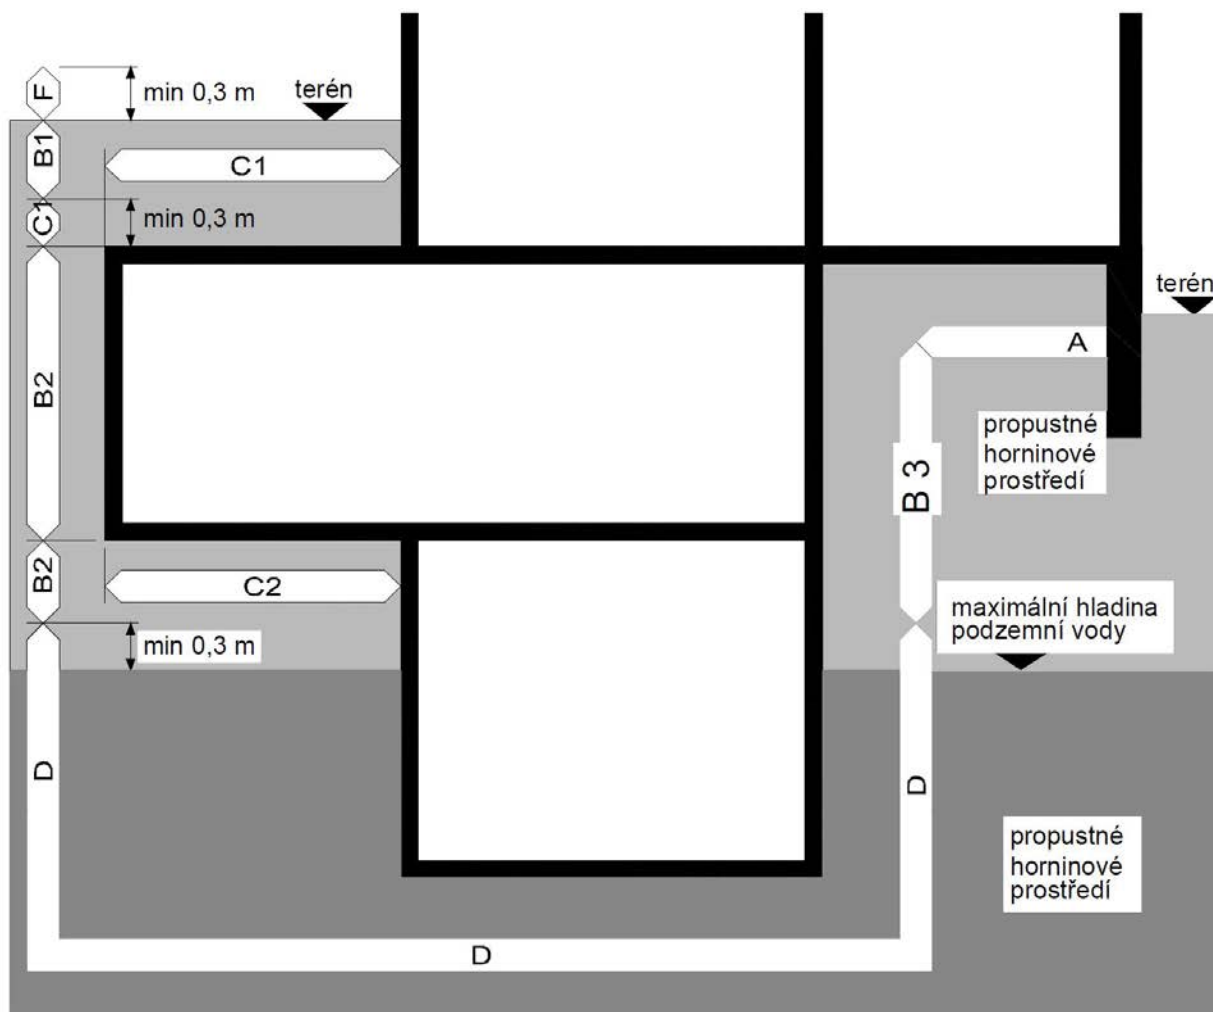 F
min 0,3 m
terén
B1
C1
C1
min 0,3 m
terén
A
B2
propustné
horninové
prostředí
B 3
B2
C2
maximální hladina
podzemní vody
min 0,3 m
D
D
propustné
horninové
prostředí
D